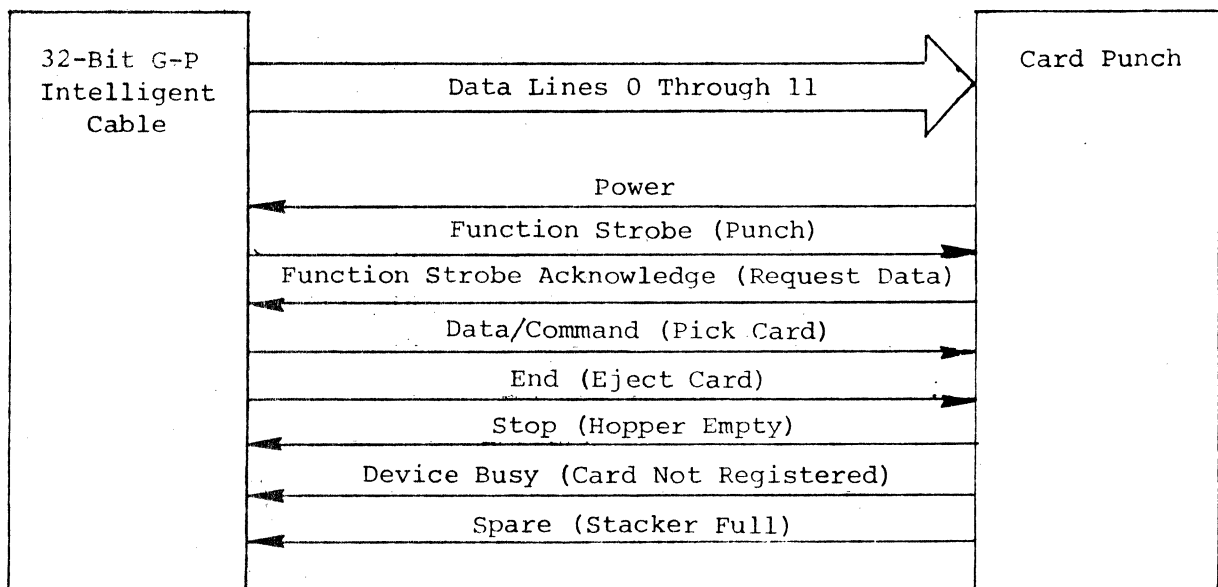 32-Bit G-P
Intelligent
Cable
Data Lines 0 Through 11
Card Punch
Power
Function Strobe (Punch)
Function Strobe Acknowledge (Request Data)
Data/Command (Pick Card)
End (Eject Card)
Stop (Hopper Empty)
Device Busy (Card Not Registered)
Spare (Stacker Full)